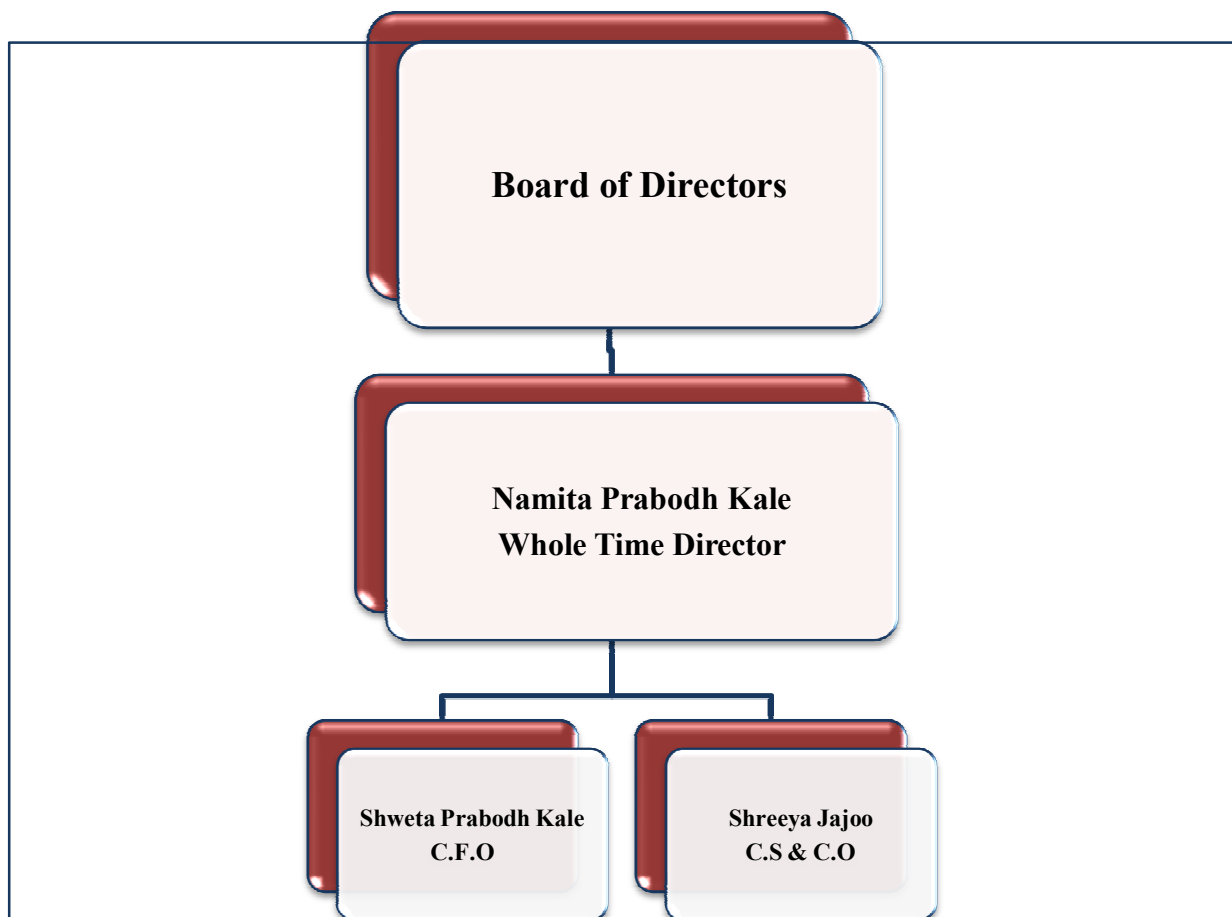 Board of Directors
Namita Prabodh Kale
Whole Time Director
Shweta Prabodh Kale
C.F.O
Shreeya Jajoo
C.S & C.O